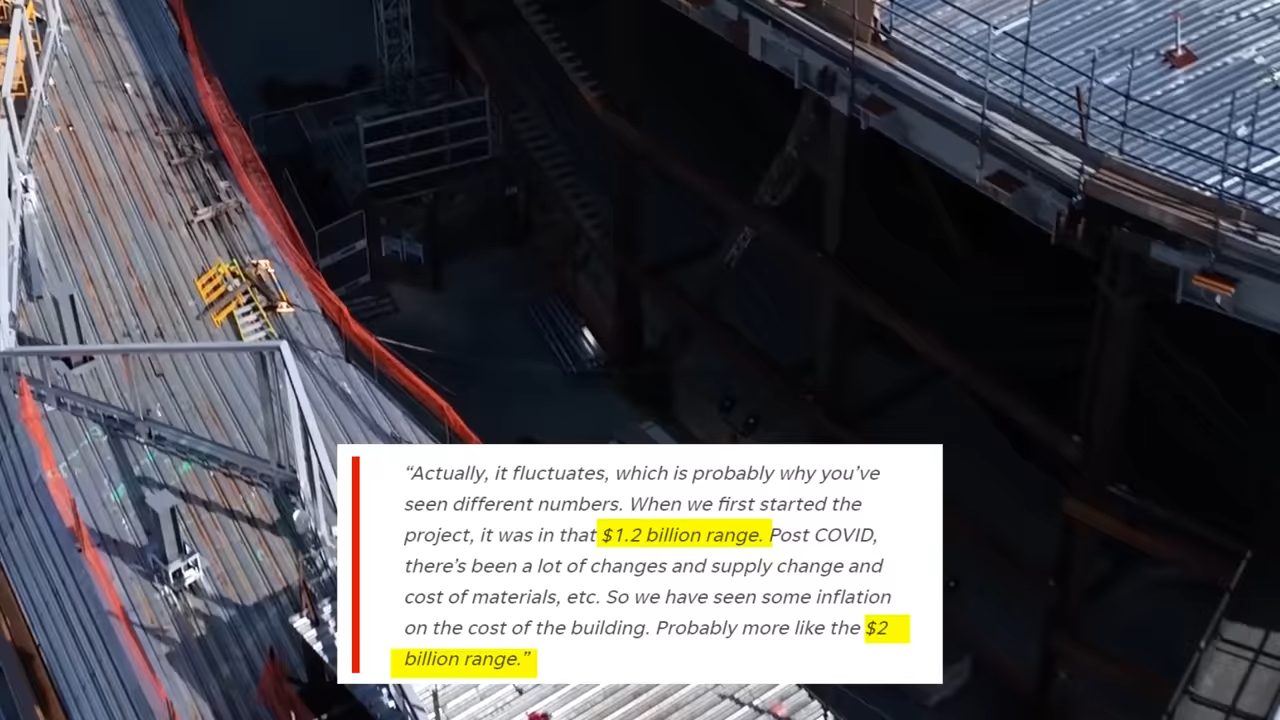 “Actually, it fluctuates, which is probably why you’ve
seen different numbers. When we first started the
project, it was in that $1.2 billion range. Post COVID,
there’s been a lot of changes and supply change and
cost of materials, etc. So we have seen some inflation
on the cost of the building. Probably more like the $2
billion range.”